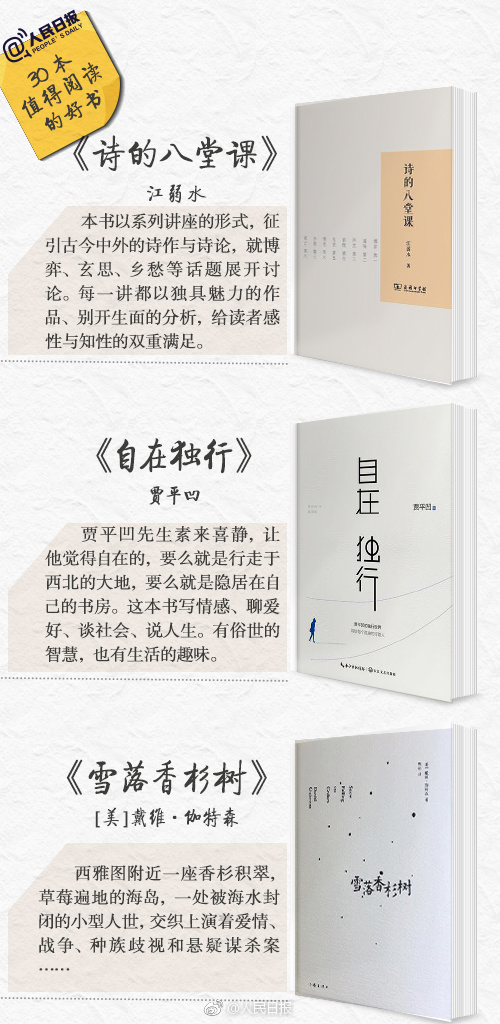 @人民日报
PEOPLE'S DAILY
30本
值得阅读
的好书
《诗的八堂课》
江弱水
本书以系列讲座的形式，征
引古今中外的诗作与诗论，就博
弈、玄思、乡愁等话题展开讨
论。每一讲都以独具魅力的作
品、别开生面的分析，给读者感
性与知性的双重满足。
诗的八堂课
江弱水 著
商务印书馆
《自在独行》
贾平凹
贾平凹先生素来喜静，让
他觉得自在的，要么就是行走于
西北的大地，要么就是隐居在自
己的书房。这本书写情感、聊爱
好、谈社会、说人生。有俗世的
智慧，也有生活的趣味。
自在
独行
贾平凹
《雪落香杉树》
[美]戴维·伽特森
西雅图附近一座香杉积翠，
草莓遍地的海岛，一处被海水封
闭的小型人世，交织上演着爱情、
战争、种族歧视和悬疑谋杀案
……
雪落香杉树
@人民日报